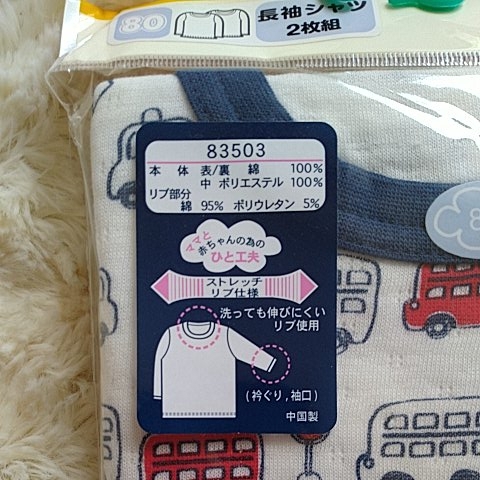 80
長袖シャツ
2枚組
83503
本 体 表/裏 綿 100%
中 ポリエステル 100%
リブ部分
綿 95% ポリウレタン 5%
ママと
赤ちゃんの為の
ひと工夫
ストレッチ
リブ仕様
洗っても伸びにくい
リブ使用
(衿ぐり,袖口)
中国製
8